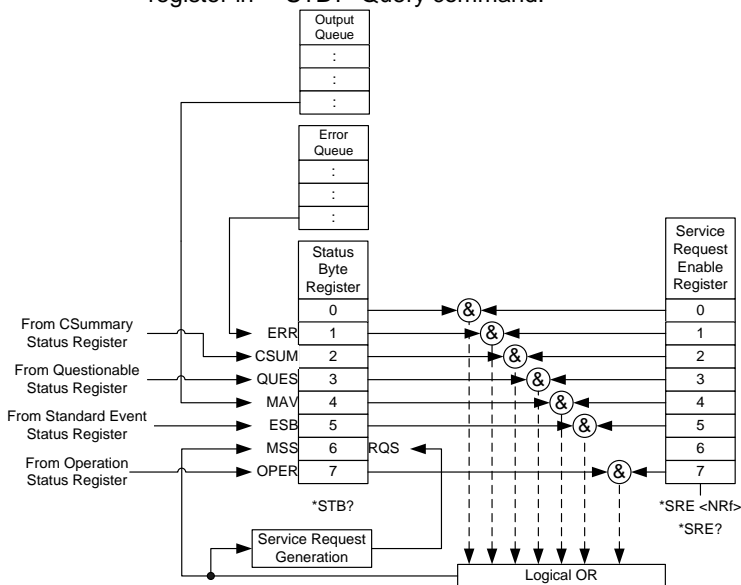 register in "*STB?" Query command.
Output
Queue
:
:
:
Error
Queue
:
:
:
Status
Byte
Register
0
1
2
3
4
5
6
7
Service
Request
Enable
Register
0
1
2
3
4
5
6
7
&
&
&
&
&
&
&
From CSummary
Status Register
From Questionable
Status Register
From Standard Event
Status Register
From Operation
Status Register
ERR
CSUM
QUES
MAV
ESB
MSS
OPER
RQS
*STB?
*SRE <NRf>
*SRE?
Service Request
Generation
Logical OR